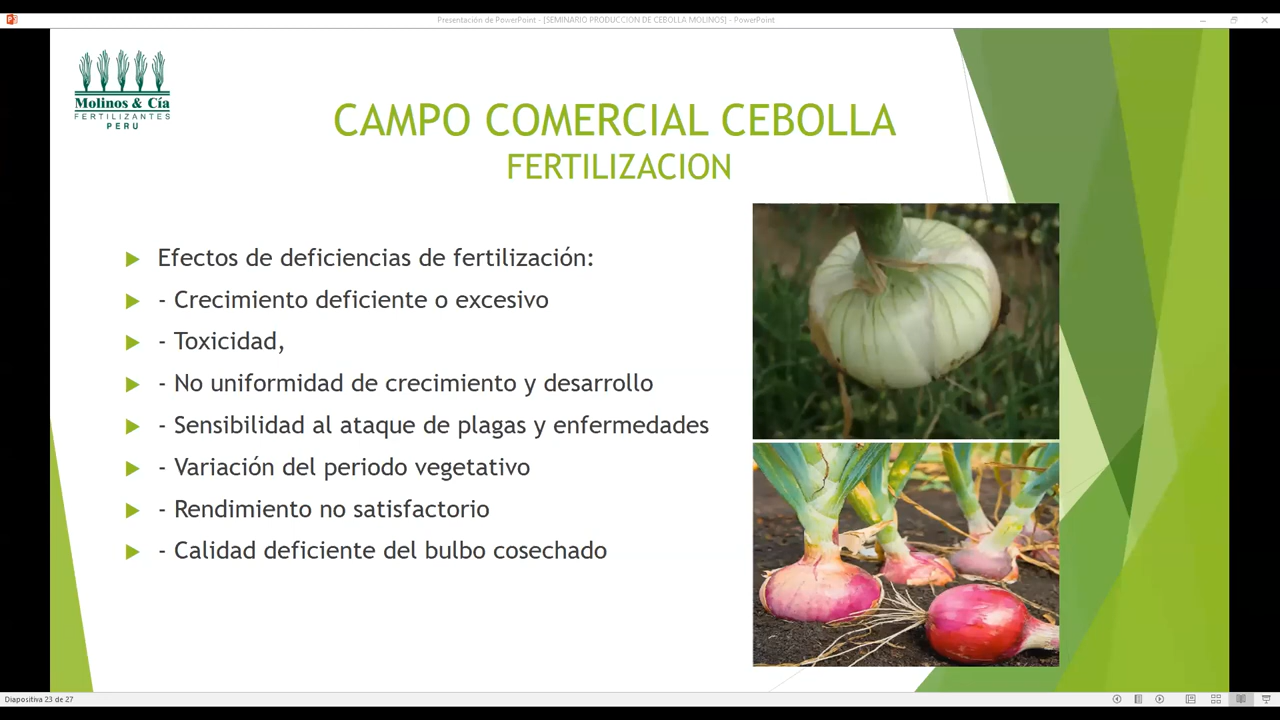 Presentación de PowerPoint - [SEMINARIO PRODUCCION DE CEBOLLA MOLINOS] - PowerPoint
Molinos & Cía
FERTILIZANTES
PERU
CAMPO COMERCIAL CEBOLLA
FERTILIZACION
Efectos de deficiencias de fertilización:
- Crecimiento deficiente o excesivo
- Toxicidad,
- No uniformidad de crecimiento y desarrollo
- Sensibilidad al ataque de plagas y enfermedades
- Variación del periodo vegetativo
- Rendimiento no satisfactorio
- Calidad deficiente del bulbo cosechado
Diapositiva 23 de 27